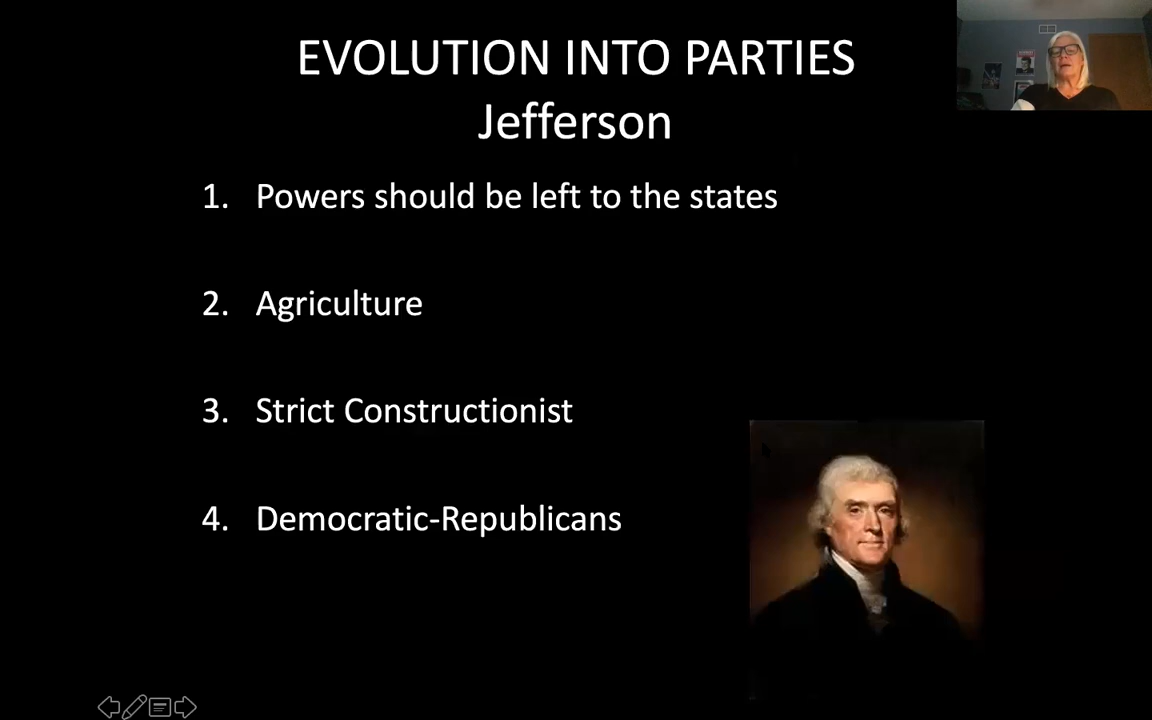 EVOLUTION INTO PARTIES
Jefferson
1. Powers should be left to the states
2. Agriculture
3. Strict Constructionist
4. Democratic-Republicans